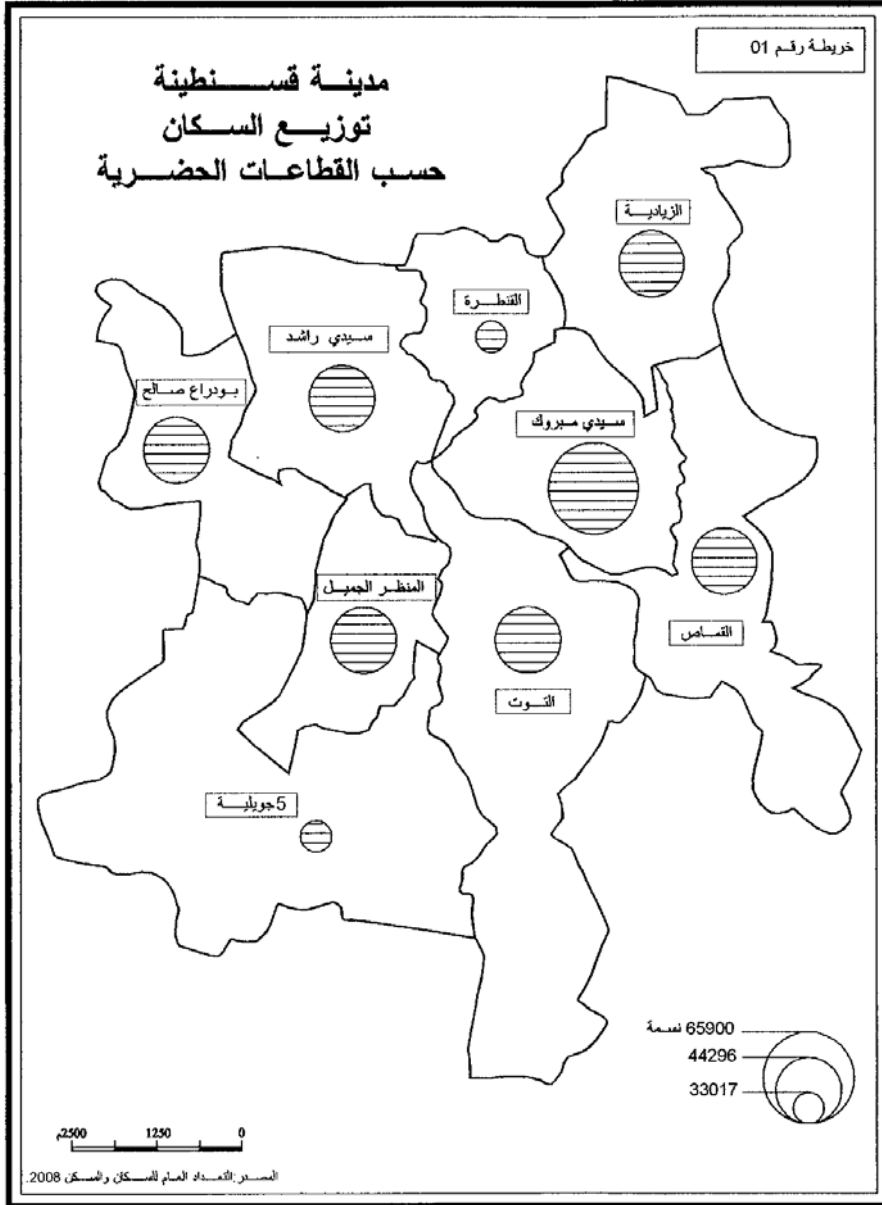 خريطة رقم 01
مدينة قسنطينة
توزيع السكان
حسب القطاعات الحضرية
الزيادية
القنطرة
سيدي راشد
بودراع صالح
سيدي مبروك
المنظر الجميل
القماص
التوت
5جويلية
65900 نسمة
44296
33017
2500م 1250 0
المصدر:التعداد العام للسكان والسكن 2008.